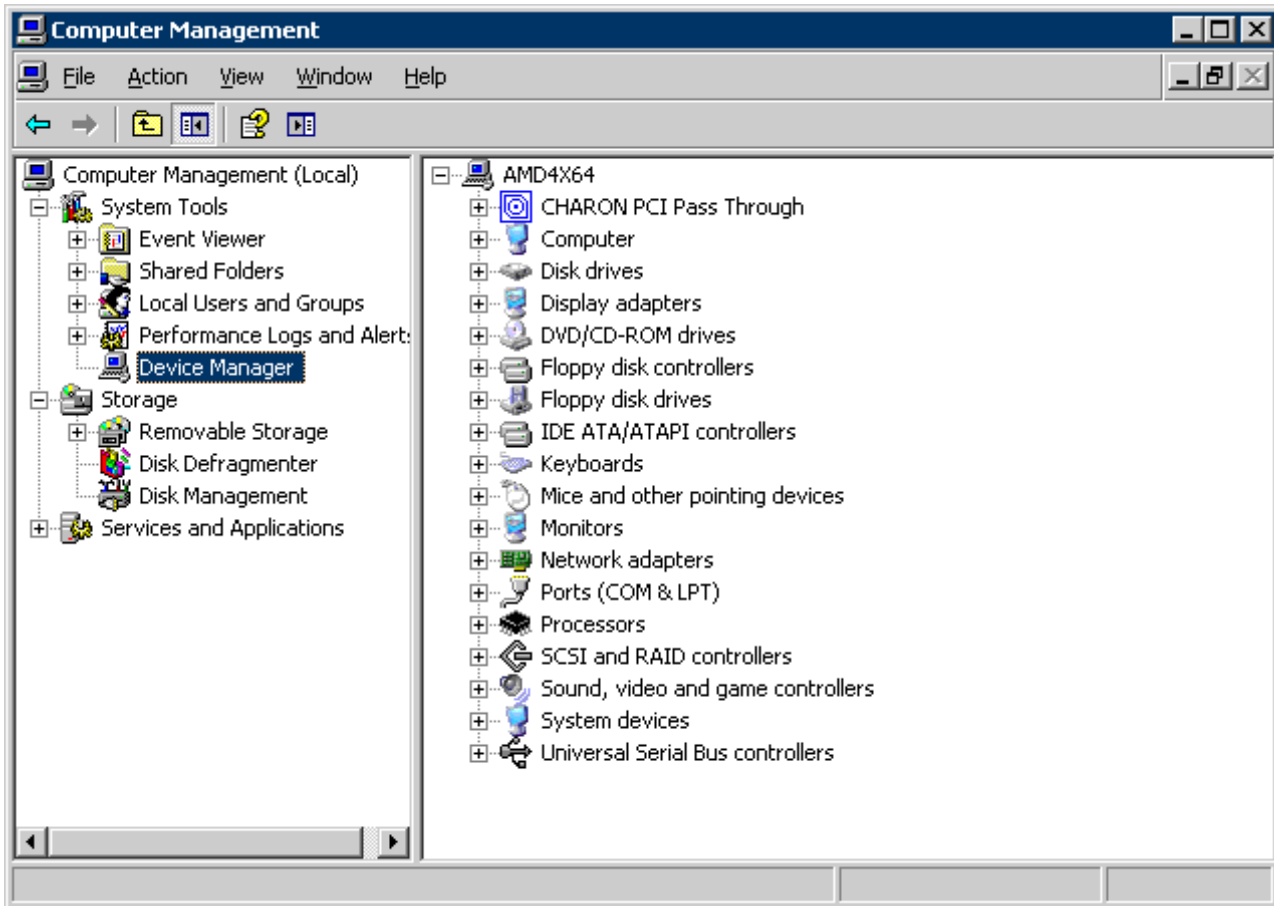 Computer Management
File Action View Window Help
Computer Management (Local)
System Tools
Event Viewer
Shared Folders
Local Users and Groups
Performance Logs and Alert
Device Manager
Storage
Removable Storage
Disk Defragmenter
Disk Management
Services and Applications
AMD4X64
CHARON PCI Pass Through
Computer
Disk drives
Display adapters
DVD/CD-ROM drives
Floppy disk controllers
Floppy disk drives
IDE ATA/ATAPI controllers
Keyboards
Mice and other pointing devices
Monitors
Network adapters
Ports (COM & LPT)
Processors
SCSI and RAID controllers
Sound, video and game controllers
System devices
Universal Serial Bus controllers